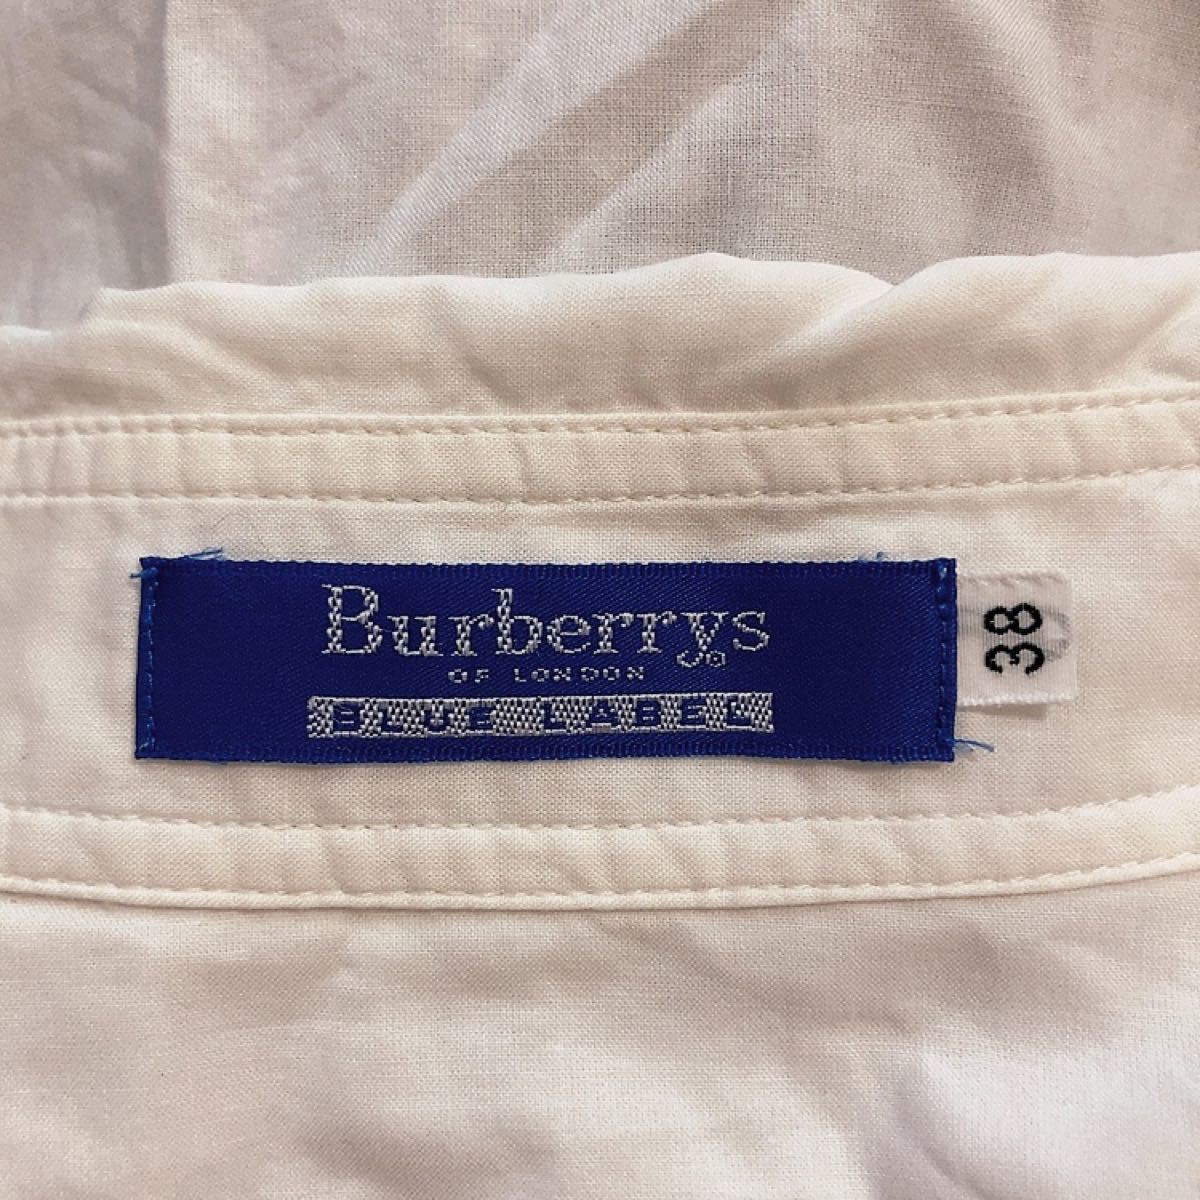 Burberrys®
OF LONDON
BLUE LABEL
38